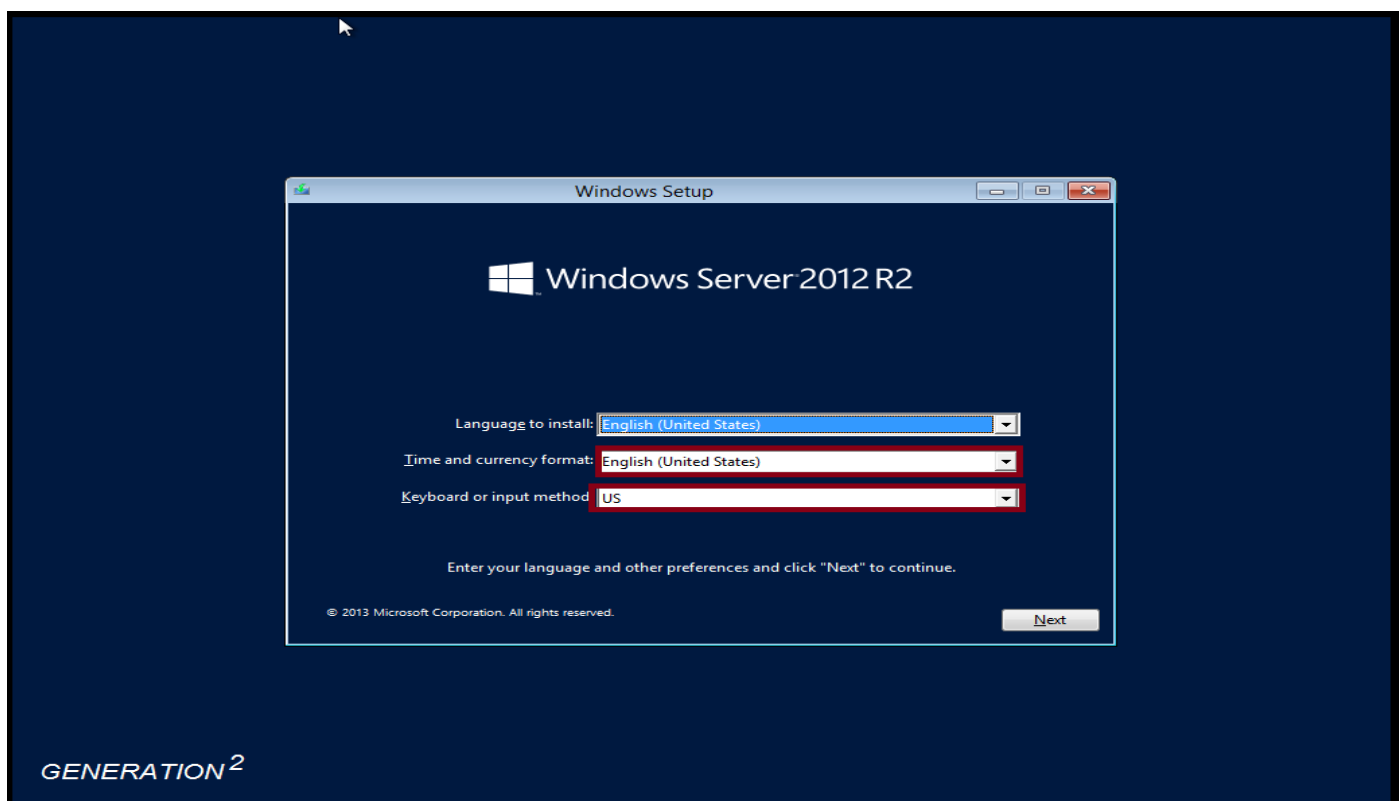 Windows Setup
Windows Server 2012 R2
Language to install: English (United States)
Time and currency format: English (United States)
Keyboard or input method US
Enter your language and other preferences and click "Next" to continue.
© 2013 Microsoft Corporation. All rights reserved.
Next
GENERATION²